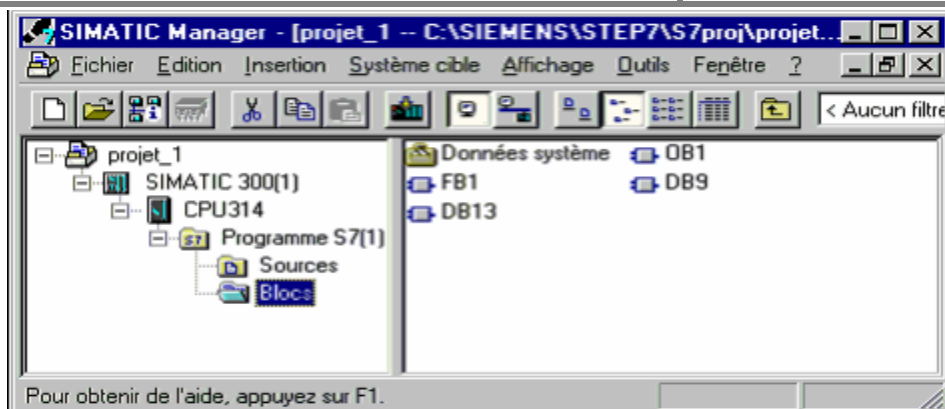 SIMATIC Manager - [projet_1 -- C:\SIEMENS\STEP7\S7proj\projet...
Fichier Edition Insertion Système cible Affichage Outils Fenêtre ?
< Aucun filtre
projet_1
SIMATIC 300(1)
CPU314
Programme S7(1)
Sources
Blocs
Données système OB1
FB1 DB9
DB13
Pour obtenir de l'aide, appuyez sur F1.